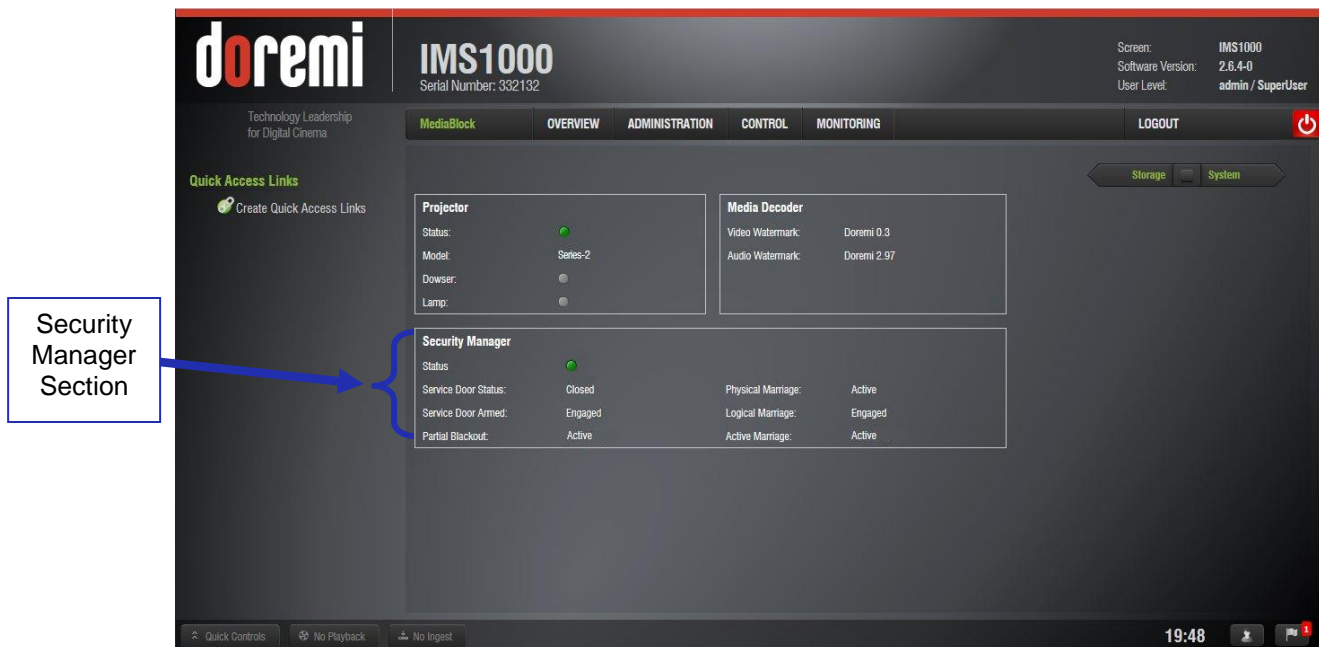 doremi
Technology Leadership
for Digital Cinema
IMS1000
Serial Number: 332132
Screen: IMS1000
Software Version: 2.6.4-0
User Level: admin / SuperUser
MediaBlock OVERVIEW ADMINISTRATION CONTROL MONITORING LOGOUT
Quick Access Links
Create Quick Access Links
Storage System
Projector
Status:
Model: Series-2
Dowser:
Lamp:
Media Decoder
Video Watermark: Doremi 0.3
Audio Watermark: Doremi 2.97
Security
Manager
Section
Security Manager
Status
Service Door Status: Closed Physical Marriage: Active
Service Door Armed: Engaged Logical Marriage: Engaged
Partial Blackout: Active Active Marriage: Active
Quick Controls No Playback No Ingest 19:48 1